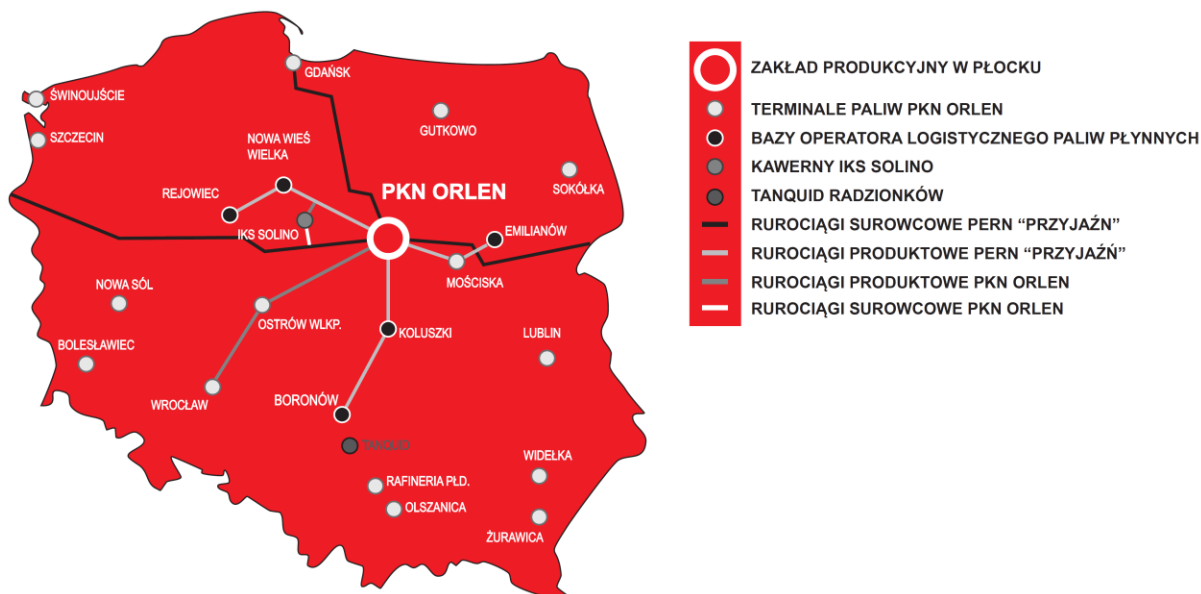 GDAŃSK
ŚWINOUJŚCIE
SZCZECIN
GUTKOWO
NOWA WIEŚ
WIELKA
REJOWIEC
PKN ORLEN
SOKÓŁKA
IKS SOLINO
EMILIANÓW
MOŚCISKA
NOWA SÓL
OSTRÓW WLKP.
KOLUSZKI
LUBLIN
BOLESŁAWIEC
WROCŁAW
BORONÓW
TANQUID
WIDEŁKA
RAFINERIA PŁD.
OLSZANICA
ŻURAWICA
ZAKŁAD PRODUKCYJNY W PŁOCKU
TERMINALE PALIW PKN ORLEN
BAZY OPERATORA LOGISTYCZNEGO PALIW PŁYNNYCH
KAWERNY IKS SOLINO
TANQUID RADZIONKÓW
RUROCIĄGI SUROWCOWE PERN “PRZYJAŹN”
RUROCIĄGI PRODUKTOWE PERN “PRZYJAŹŃ”
RUROCIĄGI PRODUKTOWE PKN ORLEN
RUROCIĄGI SUROWCOWE PKN ORLEN